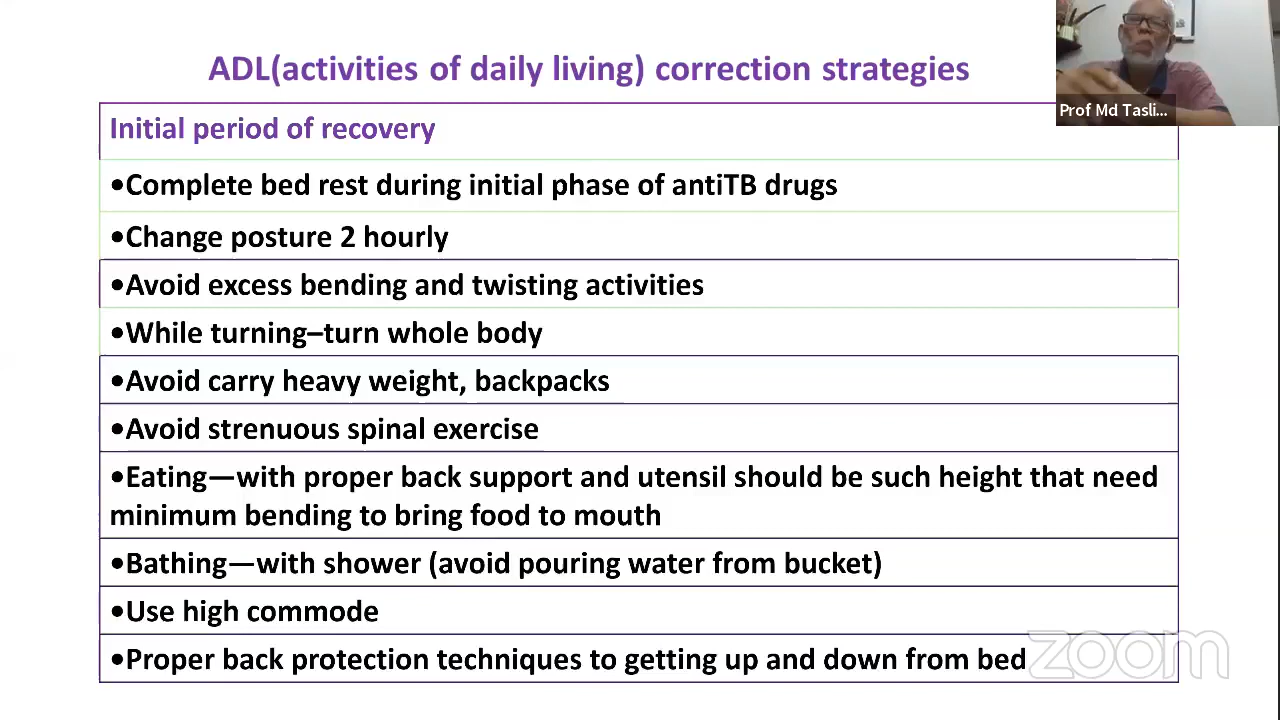 ADL(activities of daily living) correction strategies
Prof Md Tasli...
Initial period of recovery
•Complete bed rest during initial phase of antiTB drugs
•Change posture 2 hourly
•Avoid excess bending and twisting activities
•While turning–turn whole body
•Avoid carry heavy weight, backpacks
•Avoid strenuous spinal exercise
•Eating—with proper back support and utensil should be such height that need
minimum bending to bring food to mouth
•Bathing—with shower (avoid pouring water from bucket)
•Use high commode
•Proper back protection techniques to getting up and down from bed
zoom